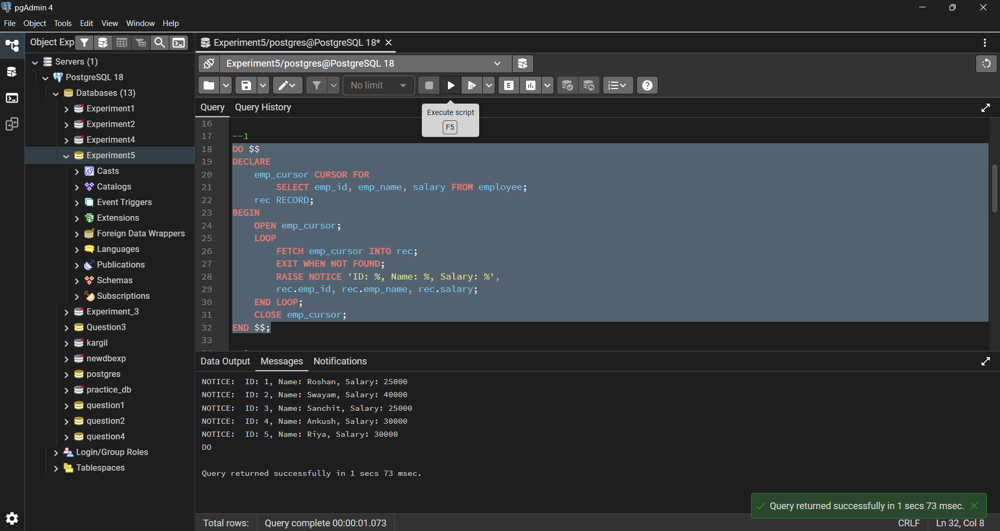 pgAdmin 4
File Object Tools Edit View Window Help
Object Exp
Servers (1)
PostgreSQL 18
Databases (13)
Experiment1
Experiment2
Experiment4
Experiment5
Casts
Catalogs
Event Triggers
Extensions
Foreign Data Wrappers
Languages
Publications
Schemas
Subscriptions
Experiment_3
Question3
kargil
newdbexp
postgres
practice_db
question1
question2
question4
Login/Group Roles
Tablespaces
Experiment5/postgres@PostgreSQL 18*
Experiment5/postgres@PostgreSQL 18
No limit
E
Query Query History
Execute script
F5
16
17 --1
18 DO $$
19 DECLARE
20 emp_cursor CURSOR FOR
21 SELECT emp_id, emp_name, salary FROM employee;
22 rec RECORD;
23 BEGIN
24 OPEN emp_cursor;
25 LOOP
26 FETCH emp_cursor INTO rec;
27 EXIT WHEN NOT FOUND;
28 RAISE NOTICE 'ID: %, Name: %, Salary: %',
29 rec.emp_id, rec.emp_name, rec.salary;
30 END LOOP;
31 CLOSE emp_cursor;
32 END $$;
33
Data Output Messages Notifications
NOTICE: ID: 1, Name: Roshan, Salary: 25000
NOTICE: ID: 2, Name: Swayam, Salary: 40000
NOTICE: ID: 3, Name: Sanchit, Salary: 25000
NOTICE: ID: 4, Name: Ankush, Salary: 30000
NOTICE: ID: 5, Name: Riya, Salary: 30000
DO
Query returned successfully in 1 secs 73 msec.
Query returned successfully in 1 secs 73 msec.
Total rows: Query complete 00:00:01.073 CRLF Ln 32, Col 8